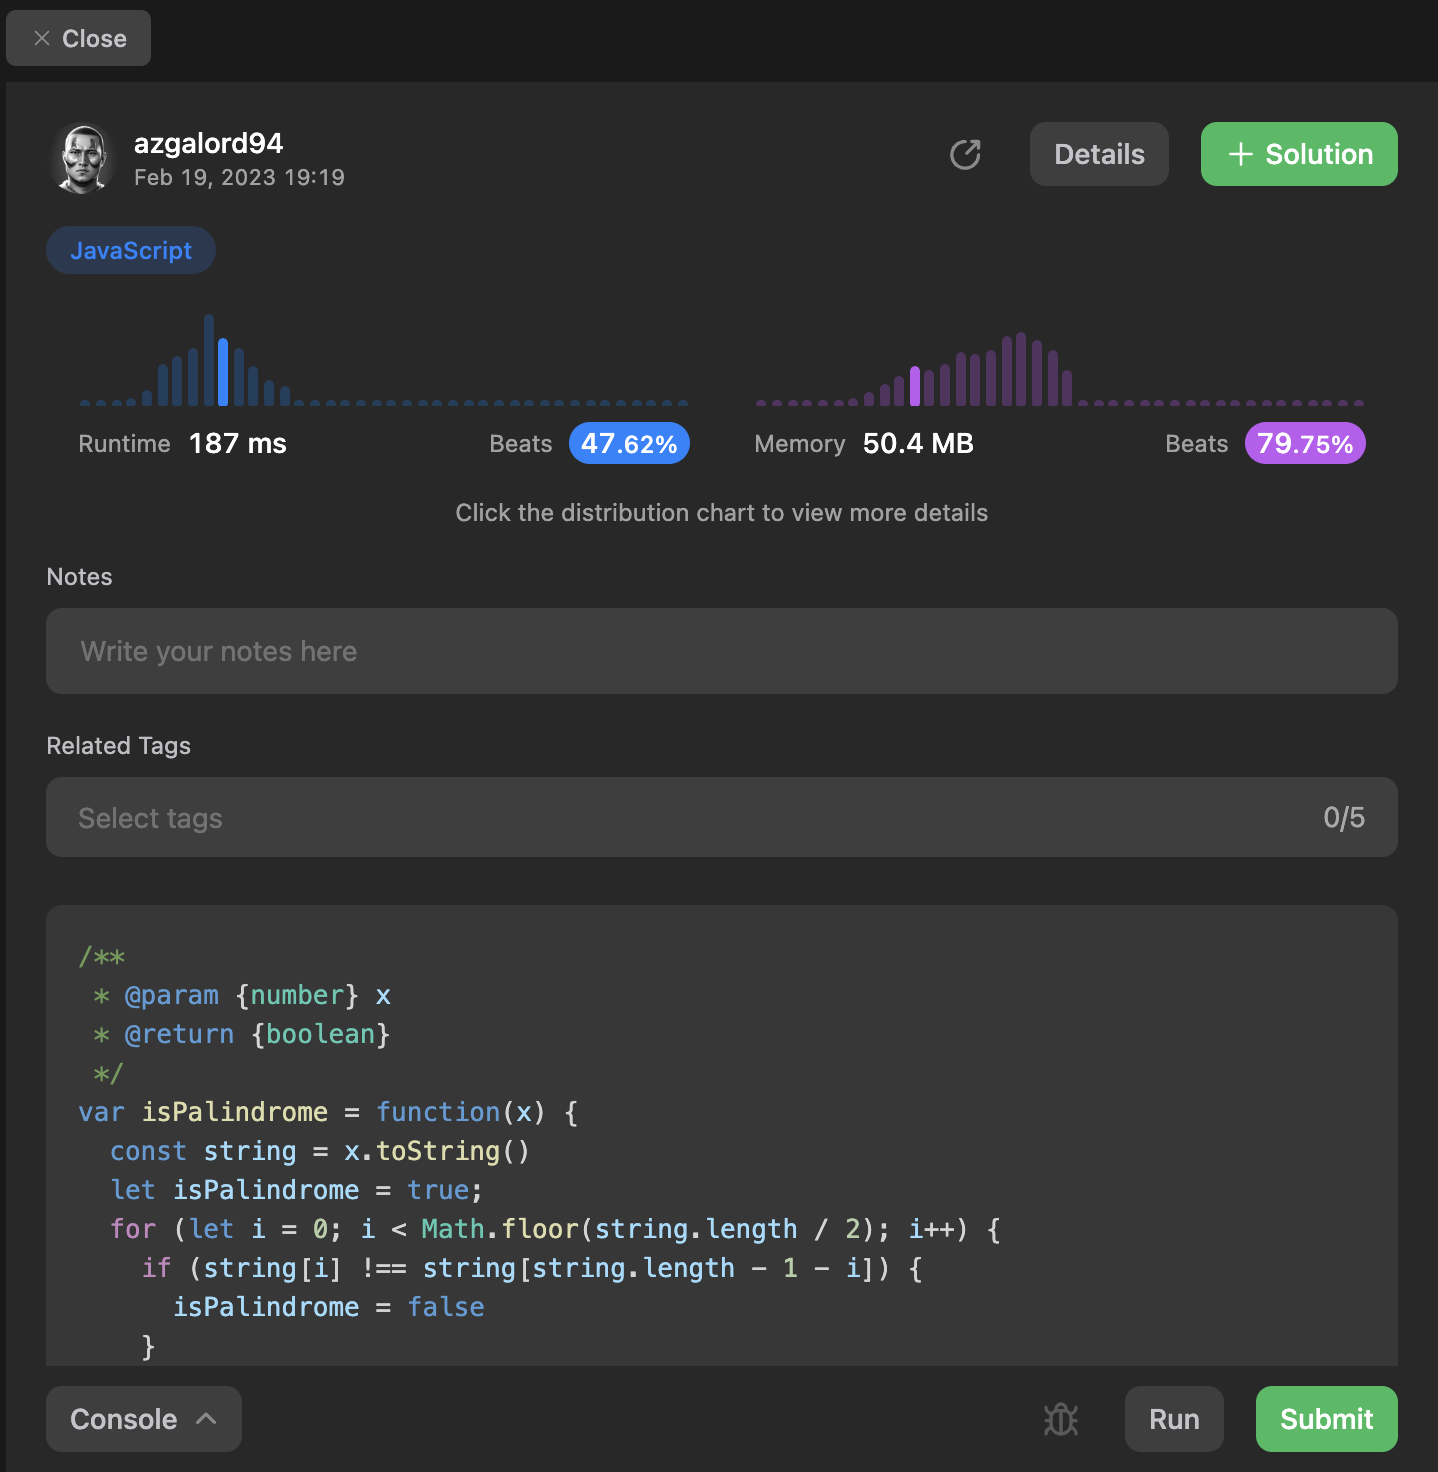 Close
azgalord94
Feb 19, 2023 19:19
Details
+ Solution
JavaScript
Runtime 187 ms Beats 47.62%
Memory 50.4 MB Beats 79.75%
Click the distribution chart to view more details
Notes
Write your notes here
Related Tags
Select tags 0/5
/**
 * @param {number} x
 * @return {boolean}
 */
var isPalindrome = function(x) {
  const string = x.toString()
  let isPalindrome = true;
  for (let i = 0; i < Math.floor(string.length / 2); i++) {
    if (string[i] !== string[string.length - 1 - i]) {
      isPalindrome = false
    }
Console
Run
Submit